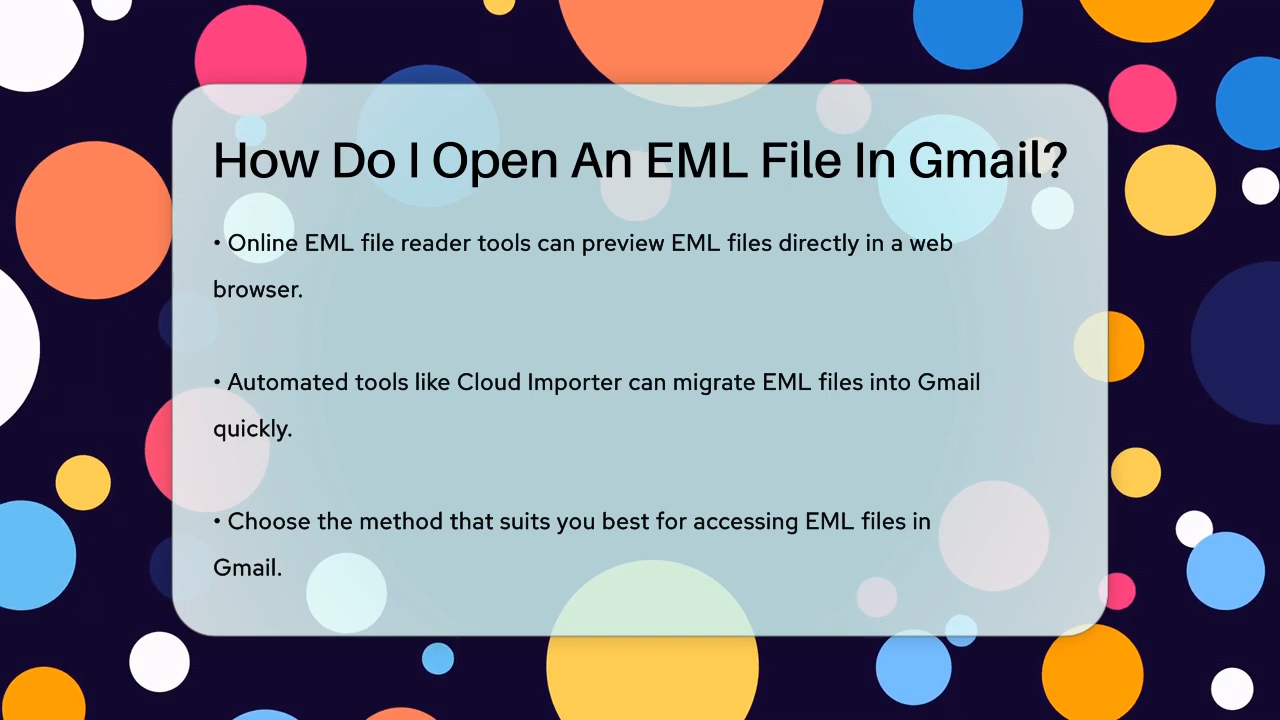 How Do I Open An EML File In Gmail?
• Online EML file reader tools can preview EML files directly in a web
browser.
• Automated tools like Cloud Importer can migrate EML files into Gmail
quickly.
• Choose the method that suits you best for accessing EML files in
Gmail.